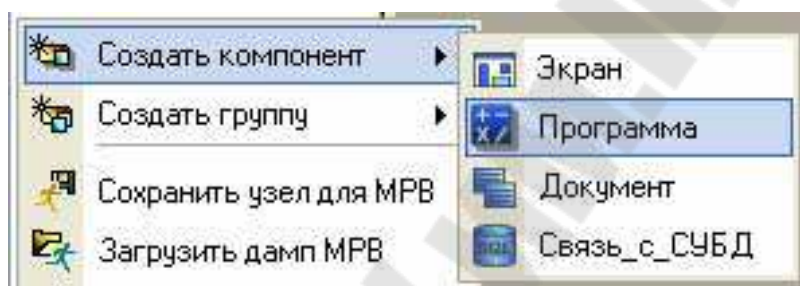 Создать компонент
Создать группу
Сохранить узел для МРВ
Загрузить дамп МРВ
Экран
Программа
Документ
Связь_с_СУБД